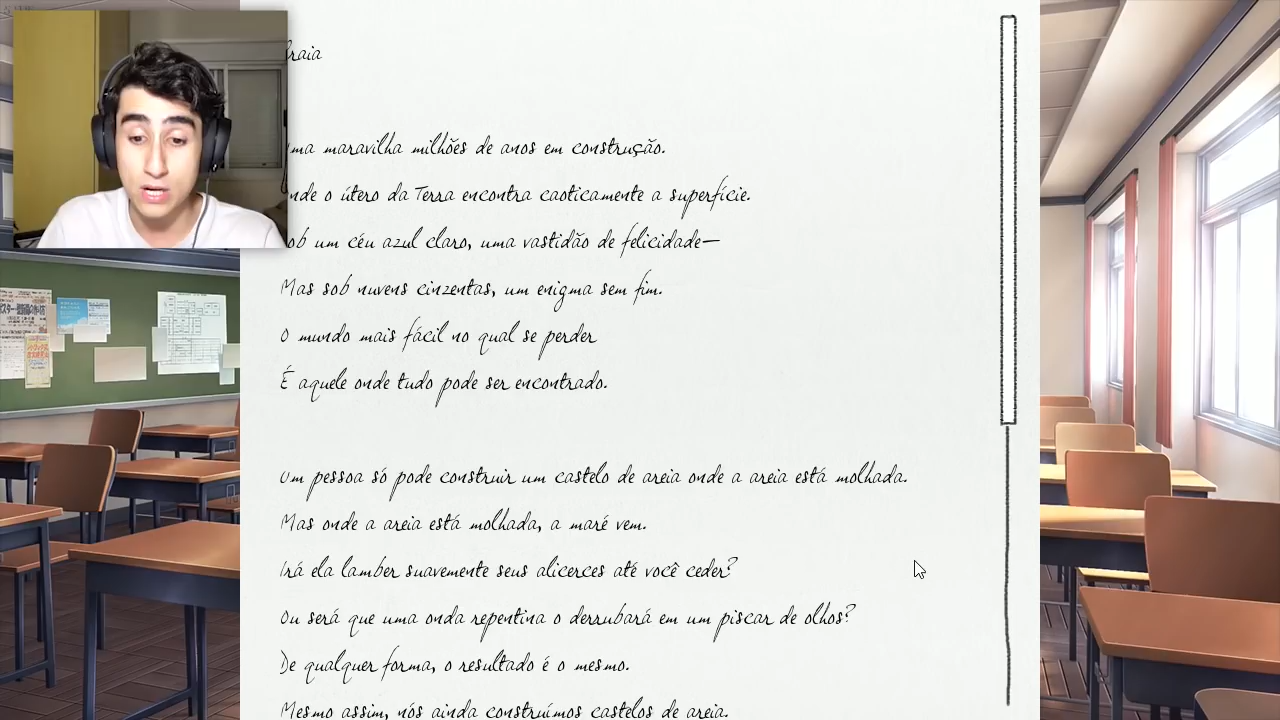 raia
ma maravilha milhões de anos em construção.
nde o útero da Terra encontra caoticamente a superfície.
ob um céu azul claro, uma vastidão de felicidade—
Mas sob nuvens cinzentas, um enigma sem fim.
O mundo mais fácil no qual se perder
É aquele onde tudo pode ser encontrado.
Um pessoa só pode construir um castelo de areia onde a areia está molhada.
Mas onde a areia está molhada, a maré vem.
Irá ela lamber suavemente seus alicerces até você ceder?
Ou será que uma onda repentina o derrubará em um piscar de olhos?
De qualquer forma, o resultado é o mesmo.
Mesmo assim, nós ainda construímos castelos de areia.